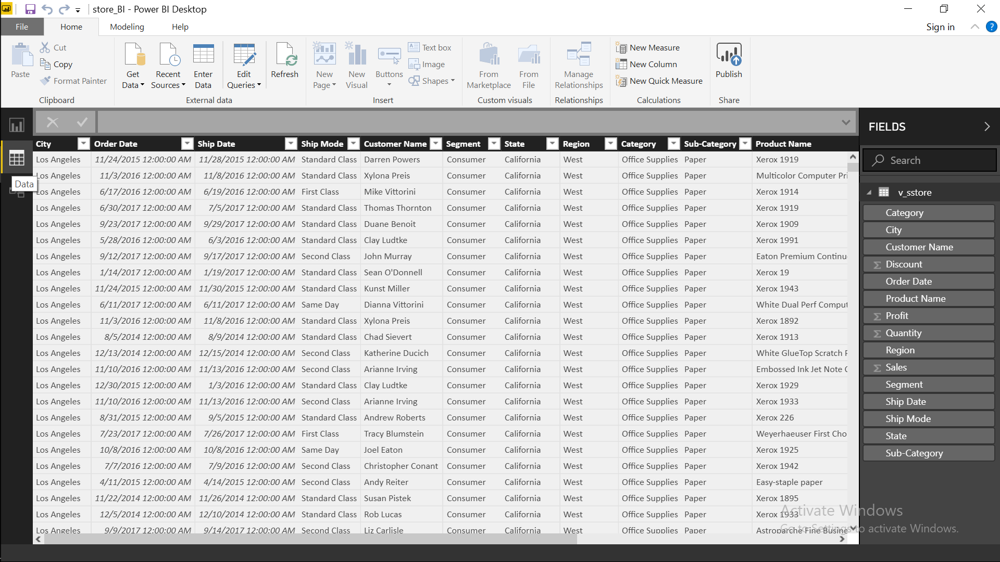 store_BI - Power BI Desktop
File Home Modeling Help Sign in ?
Paste Cut Copy Format Painter Clipboard
Get Data Recent Sources Enter Data Edit Queries Refresh External data
New Page New Visual Buttons Text box Image Shapes Insert
From Marketplace From File Custom visuals
Manage Relationships Relationships
New Measure New Column New Quick Measure Calculations
Publish Share
Data
City Order Date Ship Date Ship Mode Customer Name Segment State Region Category Sub-Category Product Name
Los Angeles 11/24/2015 12:00:00 AM 11/28/2015 12:00:00 AM Standard Class Darren Powers Consumer California West Office Supplies Paper Xerox 1919
Los Angeles 11/3/2016 12:00:00 AM 11/8/2016 12:00:00 AM Standard Class Xylona Preis Consumer California West Office Supplies Paper Multicolor Computer Pri
Los Angeles 6/17/2016 12:00:00 AM 6/19/2016 12:00:00 AM First Class Mike Vittorini Consumer California West Office Supplies Paper Xerox 1914
Los Angeles 6/30/2017 12:00:00 AM 7/5/2017 12:00:00 AM Standard Class Thomas Thornton Consumer California West Office Supplies Paper Xerox 1919
Los Angeles 9/23/2017 12:00:00 AM 9/29/2017 12:00:00 AM Standard Class Duane Benoit Consumer California West Office Supplies Paper Xerox 1909
Los Angeles 5/28/2016 12:00:00 AM 6/3/2016 12:00:00 AM Standard Class Clay Ludtke Consumer California West Office Supplies Paper Xerox 1991
Los Angeles 9/12/2017 12:00:00 AM 9/17/2017 12:00:00 AM Second Class John Murray Consumer California West Office Supplies Paper Eaton Premium Continu
Los Angeles 1/14/2017 12:00:00 AM 1/19/2017 12:00:00 AM Standard Class Sean O'Donnell Consumer California West Office Supplies Paper Xerox 19
Los Angeles 11/24/2015 12:00:00 AM 11/30/2015 12:00:00 AM Standard Class Kunst Miller Consumer California West Office Supplies Paper Xerox 1943
Los Angeles 6/11/2017 12:00:00 AM 6/11/2017 12:00:00 AM Same Day Dianna Vittorini Consumer California West Office Supplies Paper White Dual Perf Comput
Los Angeles 11/3/2016 12:00:00 AM 11/8/2016 12:00:00 AM Standard Class Xylona Preis Consumer California West Office Supplies Paper Xerox 1892
Los Angeles 8/5/2014 12:00:00 AM 8/9/2014 12:00:00 AM Standard Class Chad Sievert Consumer California West Office Supplies Paper Xerox 1913
Los Angeles 12/13/2014 12:00:00 AM 12/15/2014 12:00:00 AM Second Class Katherine Ducich Consumer California West Office Supplies Paper White GlueTop Scratch P
Los Angeles 11/10/2016 12:00:00 AM 11/13/2016 12:00:00 AM Second Class Arianne Irving Consumer California West Office Supplies Paper Embossed Ink Jet Note C
Los Angeles 12/30/2015 12:00:00 AM 1/3/2016 12:00:00 AM Standard Class Clay Ludtke Consumer California West Office Supplies Paper Xerox 1929
Los Angeles 11/10/2016 12:00:00 AM 11/13/2016 12:00:00 AM Second Class Arianne Irving Consumer California West Office Supplies Paper Xerox 1933
Los Angeles 8/31/2015 12:00:00 AM 9/5/2015 12:00:00 AM Standard Class Andrew Roberts Consumer California West Office Supplies Paper Xerox 226
Los Angeles 7/23/2017 12:00:00 AM 7/26/2017 12:00:00 AM First Class Tracy Blumstein Consumer California West Office Supplies Paper Weyerhaeuser First Cho
Los Angeles 10/8/2016 12:00:00 AM 10/8/2016 12:00:00 AM Same Day Joel Eaton Consumer California West Office Supplies Paper Xerox 1925
Los Angeles 7/7/2016 12:00:00 AM 7/9/2016 12:00:00 AM Second Class Christopher Conant Consumer California West Office Supplies Paper Xerox 1942
Los Angeles 4/11/2015 12:00:00 AM 4/14/2015 12:00:00 AM Second Class Andy Reiter Consumer California West Office Supplies Paper Easy-staple paper
Los Angeles 11/22/2014 12:00:00 AM 11/26/2014 12:00:00 AM Standard Class Susan Pistek Consumer California West Office Supplies Paper Xerox 1895
Los Angeles 12/5/2014 12:00:00 AM 12/10/2014 12:00:00 AM Standard Class Rob Lucas Consumer California West Office Supplies Paper Xerox 1933
Los Angeles 9/9/2017 12:00:00 AM 9/14/2017 12:00:00 AM Second Class Liz Carlisle Consumer California West Office Supplies Paper Astroparche Fine Busine
FIELDS
Search
v_sstore
Category
City
Customer Name
Σ Discount
Order Date
Product Name
Σ Profit
Σ Quantity
Region
Σ Sales
Segment
Ship Date
Ship Mode
State
Sub-Category
Activate Windows
Go to Settings to activate Windows.